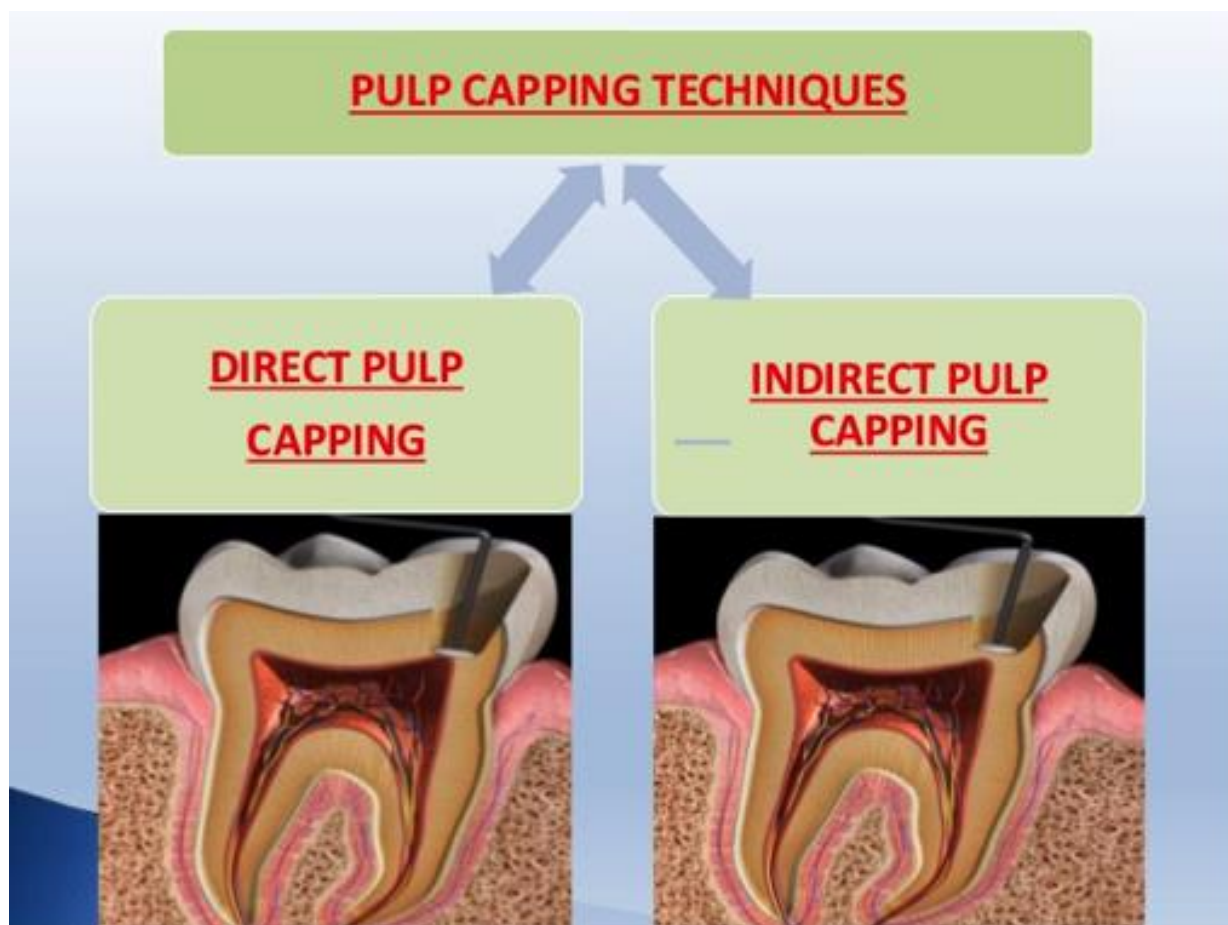 PULP CAPPING TECHNIQUES
DIRECT PULP
CAPPING
INDIRECT PULP
CAPPING